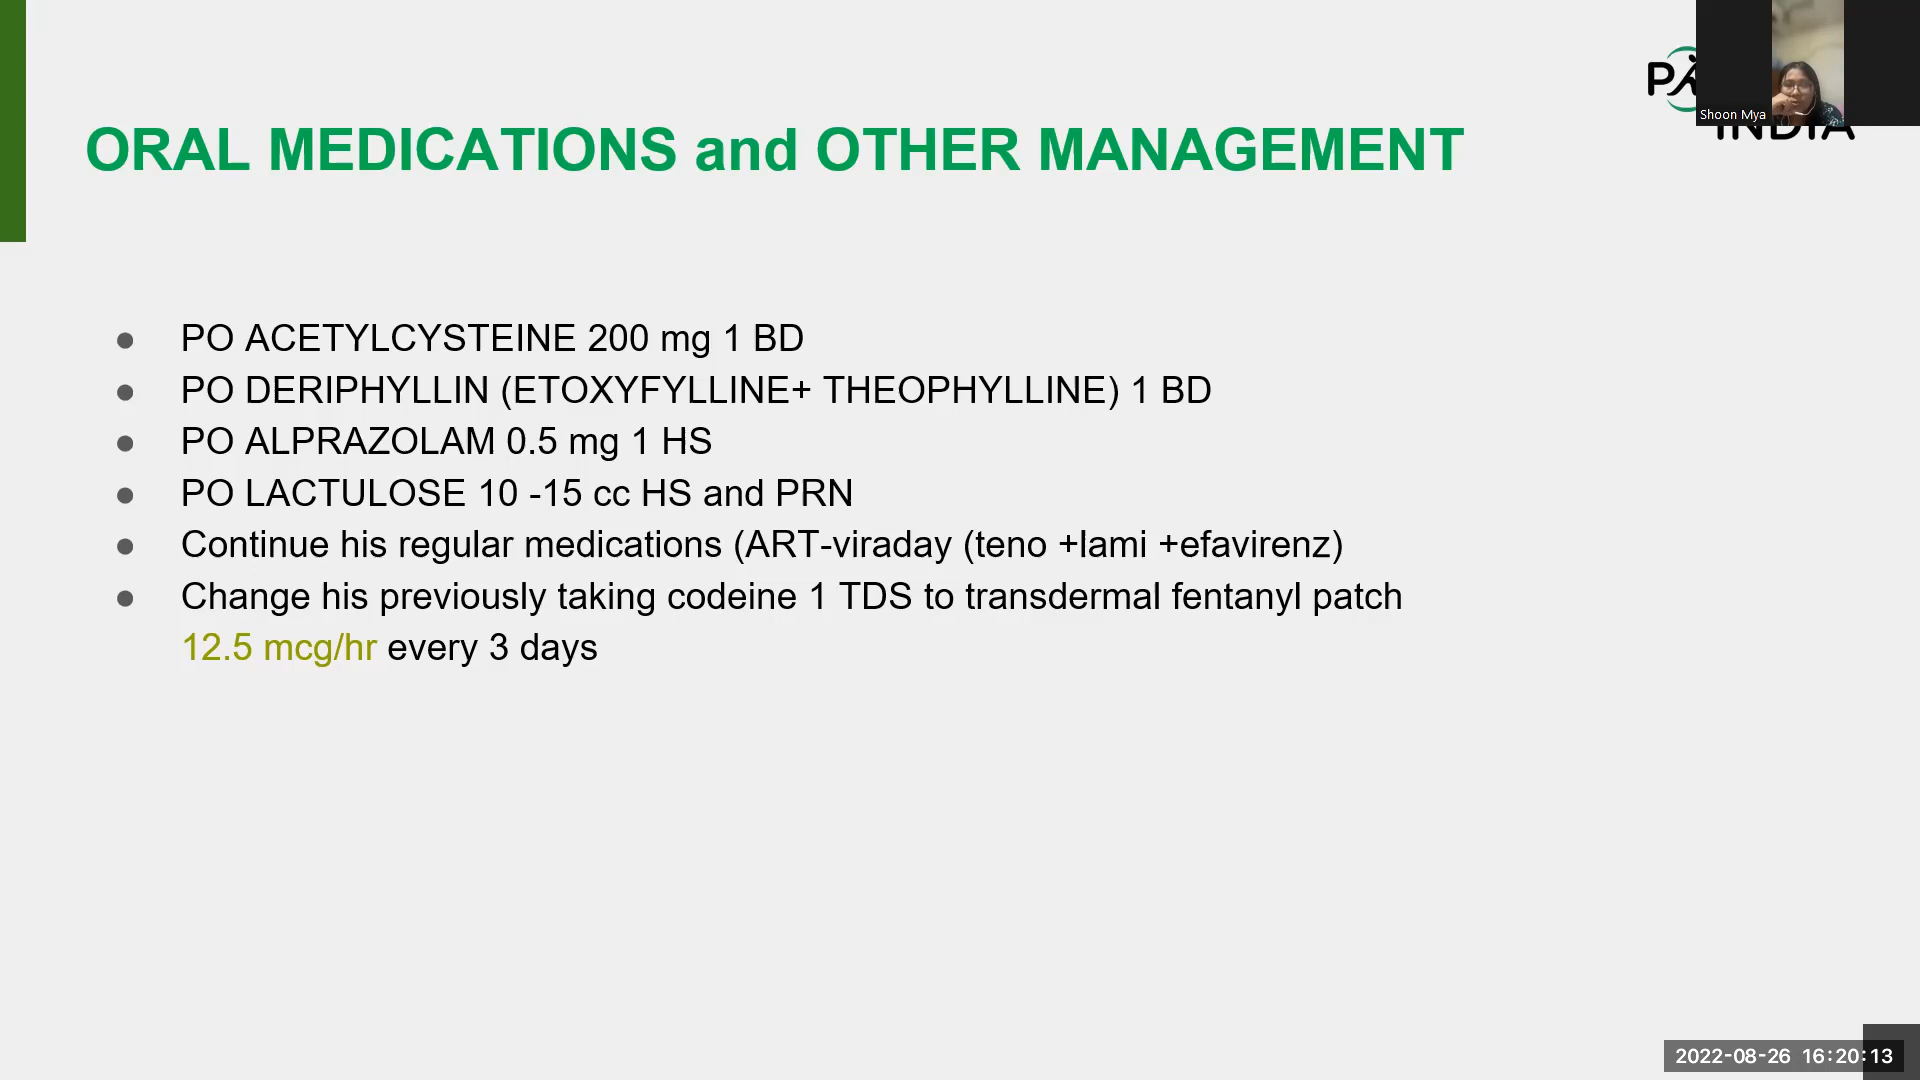 Shoon Mya
INDIA
ORAL MEDICATIONS and OTHER MANAGEMENT
● PO ACETYLCYSTEINE 200 mg 1 BD
● PO DERIPHYLLIN (ETOXYFYLLINE+ THEOPHYLLINE) 1 BD
● PO ALPRAZOLAM 0.5 mg 1 HS
● PO LACTULOSE 10 -15 cc HS and PRN
● Continue his regular medications (ART-viraday (teno +lami +efavirenz)
● Change his previously taking codeine 1 TDS to transdermal fentanyl patch
12.5 mcg/hr every 3 days
2022-08-26 16:20:13